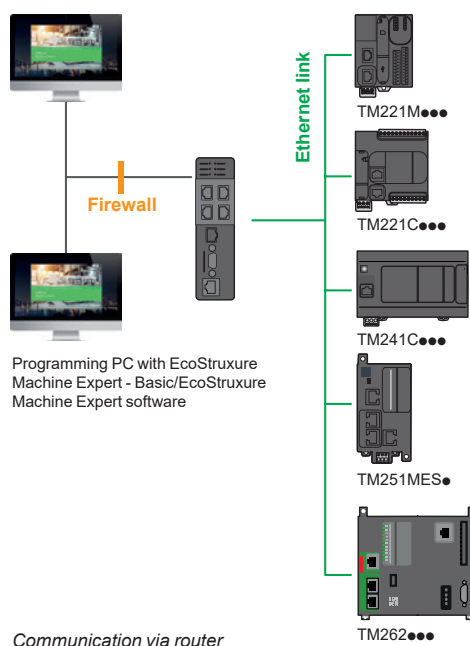 Ethernet link
TM221M●●●
Firewall
TM221C●●●
TM241C●●●
Programming PC with EcoStruxure
Machine Expert - Basic/EcoStruxure
Machine Expert software
TM251MES●
TM262●●●
Communication via router